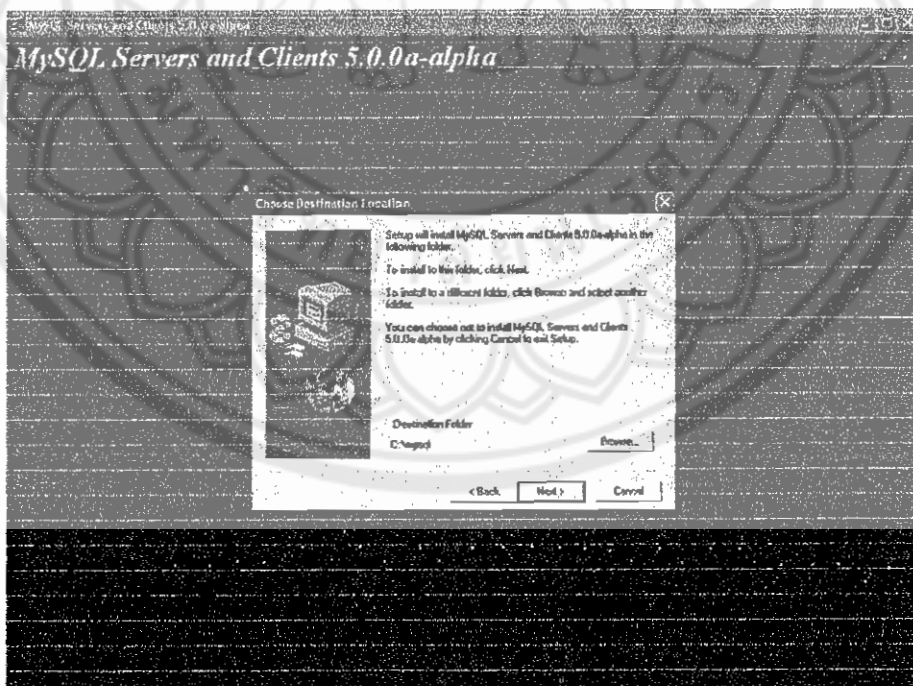 MySQL Servers and Clients 5.0.0a-alpha
MySQL Servers and Clients 5.0.0a-alpha
Choose Destination Location
Setup will install MySQL Servers and Clients 5.0.0a-alpha in the
following folder.
To install to this folder, click Next.
To install to a different folder, click Browse and select another
folder.
You can choose not to install MySQL Servers and Clients
5.0.0a-alpha by clicking Cancel to exit Setup.
Destination Folder
C:\mysql
Browse...
< Back
Next >
Cancel